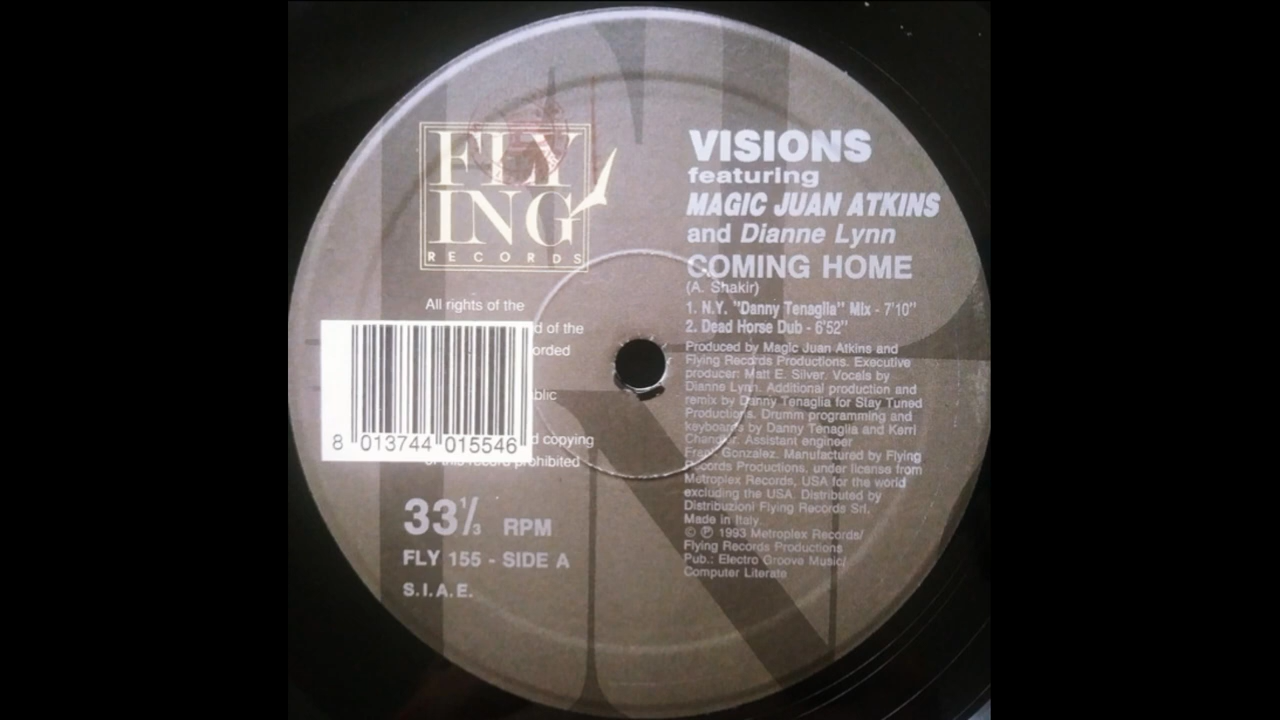 FLY
ING
RECORDS
All rights of the
d of the
orded
blic
d copying
of this record prohibited
8 013744 015546
33 1/3 RPM
FLY 155 - SIDE A
S.I.A.E.
VISIONS
featuring
MAGIC JUAN ATKINS
and Dianne Lynn
COMING HOME
(A. Shakir)
1. N.Y. "Danny Tenaglia" Mix - 7'10"
2. Dead Horse Dub - 6'52"
Produced by Magic Juan Atkins and
Flying Records Productions. Executive
producer: Matt E. Silver. Vocals by
Dianne Lynn. Additional production and
remix by Danny Tenaglia for Stay Tuned
Productions. Drumm programming and
keyboards by Danny Tenaglia and Kerri
Chandler. Assistant engineer
Frank Gonzalez. Manufactured by Flying
Records Productions, under license from
Metroplex Records, USA for the world
excluding the USA. Distributed by
Distribuzioni Flying Records Srl.
Made in Italy.
© ℗ 1993 Metroplex Records/
Flying Records Productions
Pub.: Electro Groove Music/
Computer Literate